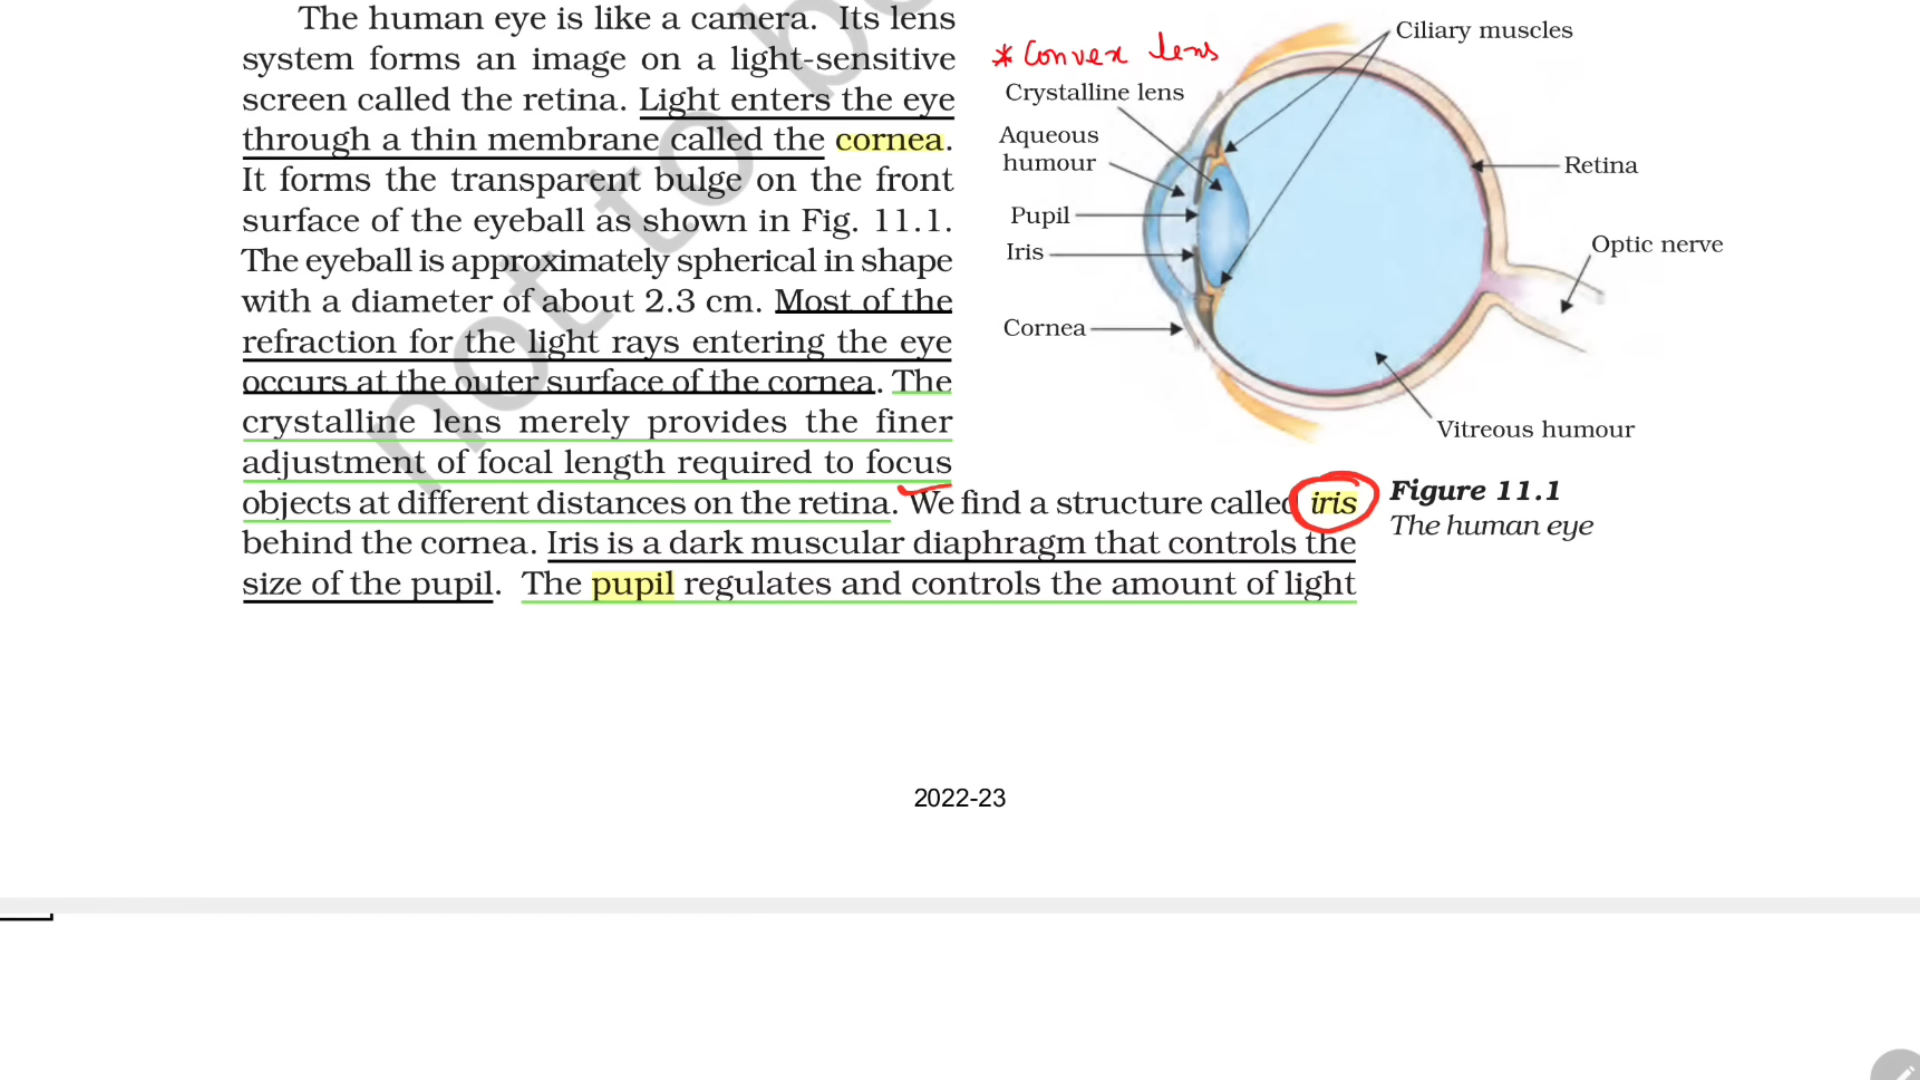 The human eye is like a camera. Its lens
system forms an image on a light-sensitive
screen called the retina. Light enters the eye
through a thin membrane called the cornea.
It forms the transparent bulge on the front
surface of the eyeball as shown in Fig. 11.1.
The eyeball is approximately spherical in shape
with a diameter of about 2.3 cm. Most of the
refraction for the light rays entering the eye
occurs at the outer surface of the cornea. The
crystalline lens merely provides the finer
adjustment of focal length required to focus
objects at different distances on the retina. We find a structure called iris
behind the cornea. Iris is a dark muscular diaphragm that controls the
size of the pupil. The pupil regulates and controls the amount of light
* Convex lens
Crystalline lens
Aqueous
humour
Pupil
Iris
Cornea
Ciliary muscles
Retina
Optic nerve
Vitreous humour
Figure 11.1
The human eye
not to b
2022-23